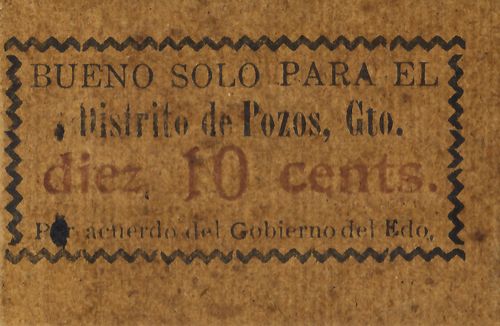 BUENO SOLO PARA EL
Distrito de Pozos, Gto.
diez 10 cents.
Por acuerdo del Gobierno del Edo.